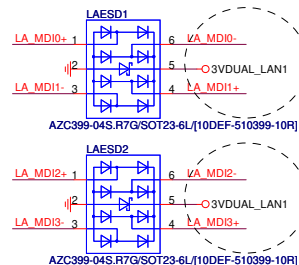 LAESD1
LA_MDI0+ 1 6 LA_MDI0-
2 5 3VDUAL_LAN1
LA_MDI1- 3 4 LA_MDI1+
AZC399-04S.R7G/SOT23-6L/[10DEF-510399-10R]
LAESD2
LA_MDI2+ 1 6 LA_MDI2-
2 5 3VDUAL_LAN1
LA_MDI3- 3 4 LA_MDI3+
AZC399-04S.R7G/SOT23-6L/[10DEF-510399-10R]